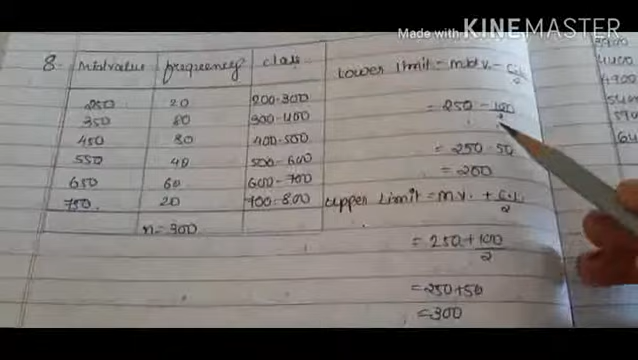 Made with KINEMASTER
8. Midvalue frequency class
250 20 200-300
350 80 300-400
450 80 400-500
550 40 500-600
650 60 600-700
750. 20 700-800
n = 300
Lower limit = m.v. - C.I./2
= 250 - 100/2
= 250-50
= 200
upper Limit = m.v. + C.I./2
= 250+100/2
= 250+50
= 300
4400
4900